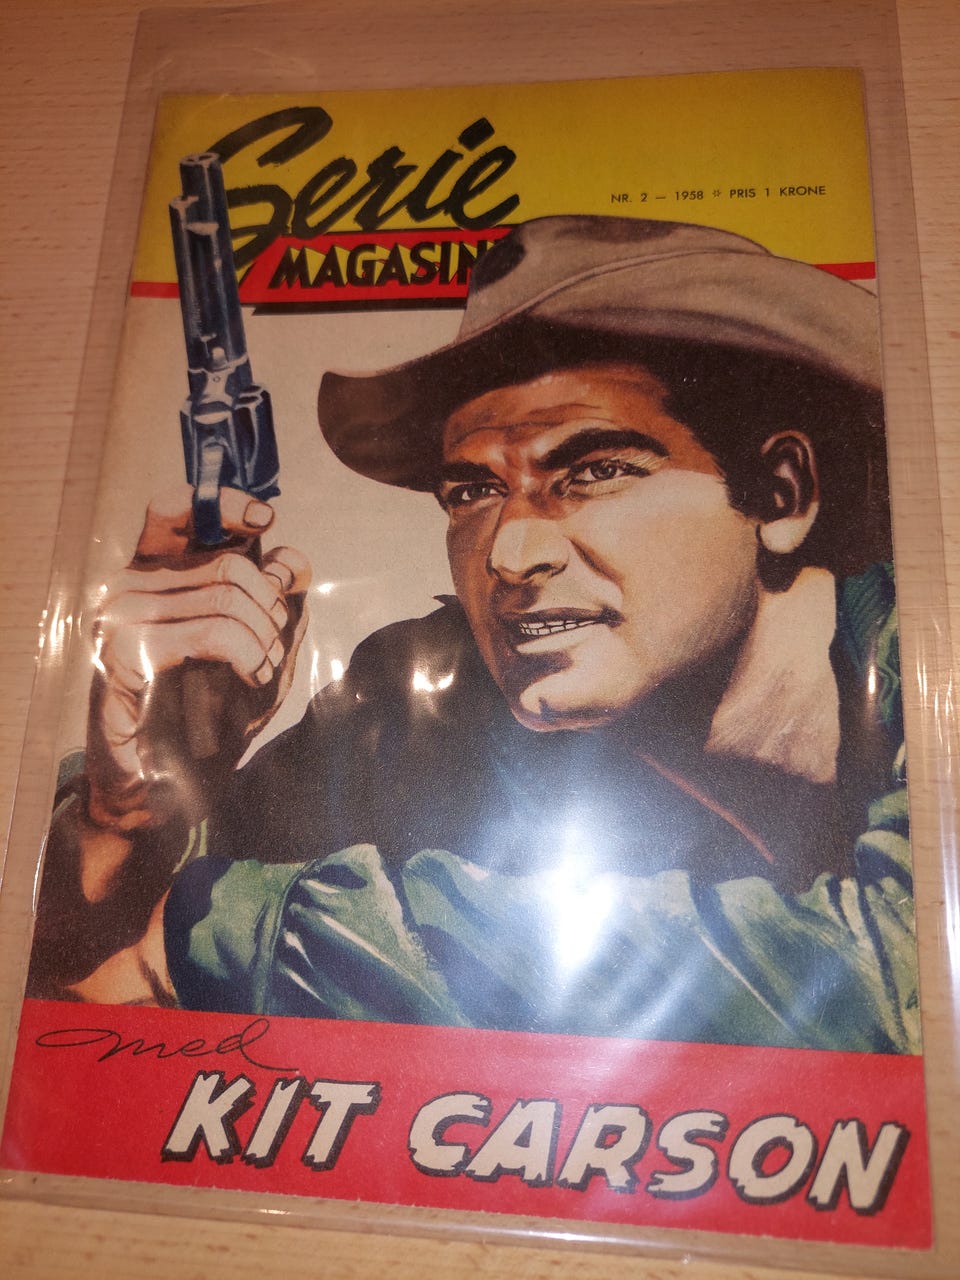 Serie
MAGASIN
NR. 2 — 1958 ☼ PRIS 1 KRONE
med
KIT CARSON